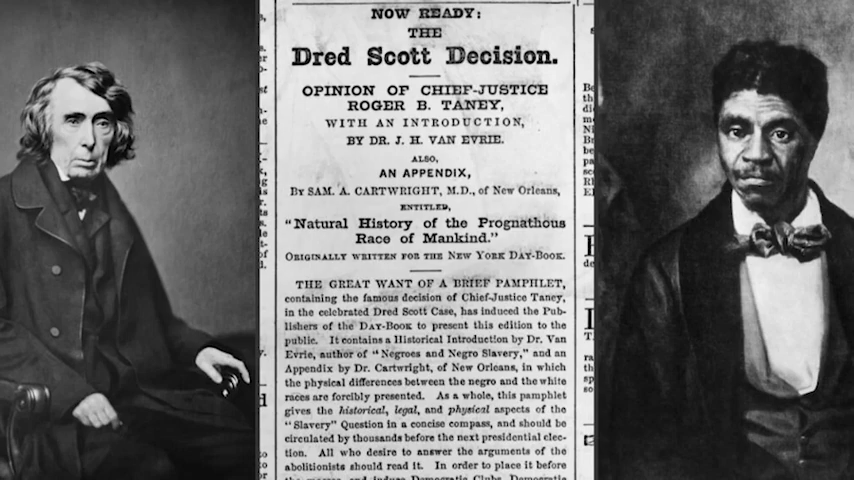 NOW READY:
THE
Dred Scott Decision.
OPINION OF CHIEF-JUSTICE
ROGER B. TANEY,
WITH AN INTRODUCTION,
BY DR. J. H. VAN EVRIE.
ALSO,
AN APPENDIX,
BY SAM. A. CARTWRIGHT, M.D., of New Orleans,
ENTITLED,
"Natural History of the Prognathous
Race of Mankind."
ORIGINALLY WRITTEN FOR THE NEW YORK DAY-BOOK.
THE GREAT WANT OF A BRIEF PAMPHLET,
containing the famous decision of Chief-Justice Taney,
in the celebrated Dred Scott Case, has induced the Pub-
lishers of the DAY-BOOK to present this edition to the
public. It contains a Historical Introduction by Dr. Van
Evrie, author of "Negroes and Negro Slavery," and an
Appendix by Dr. Cartwright, of New Orleans, in which
the physical differences between the negro and the white
races are forcibly presented. As a whole, this pamphlet
gives the historical, legal, and physical aspects of the
"Slavery" Question in a concise compass, and should be
circulated by thousands before the next presidential elec-
tion. All who desire to answer the arguments of the
abolitionists should read it. In order to place it before
the masses, and induce Democratic Clubs, Democratic